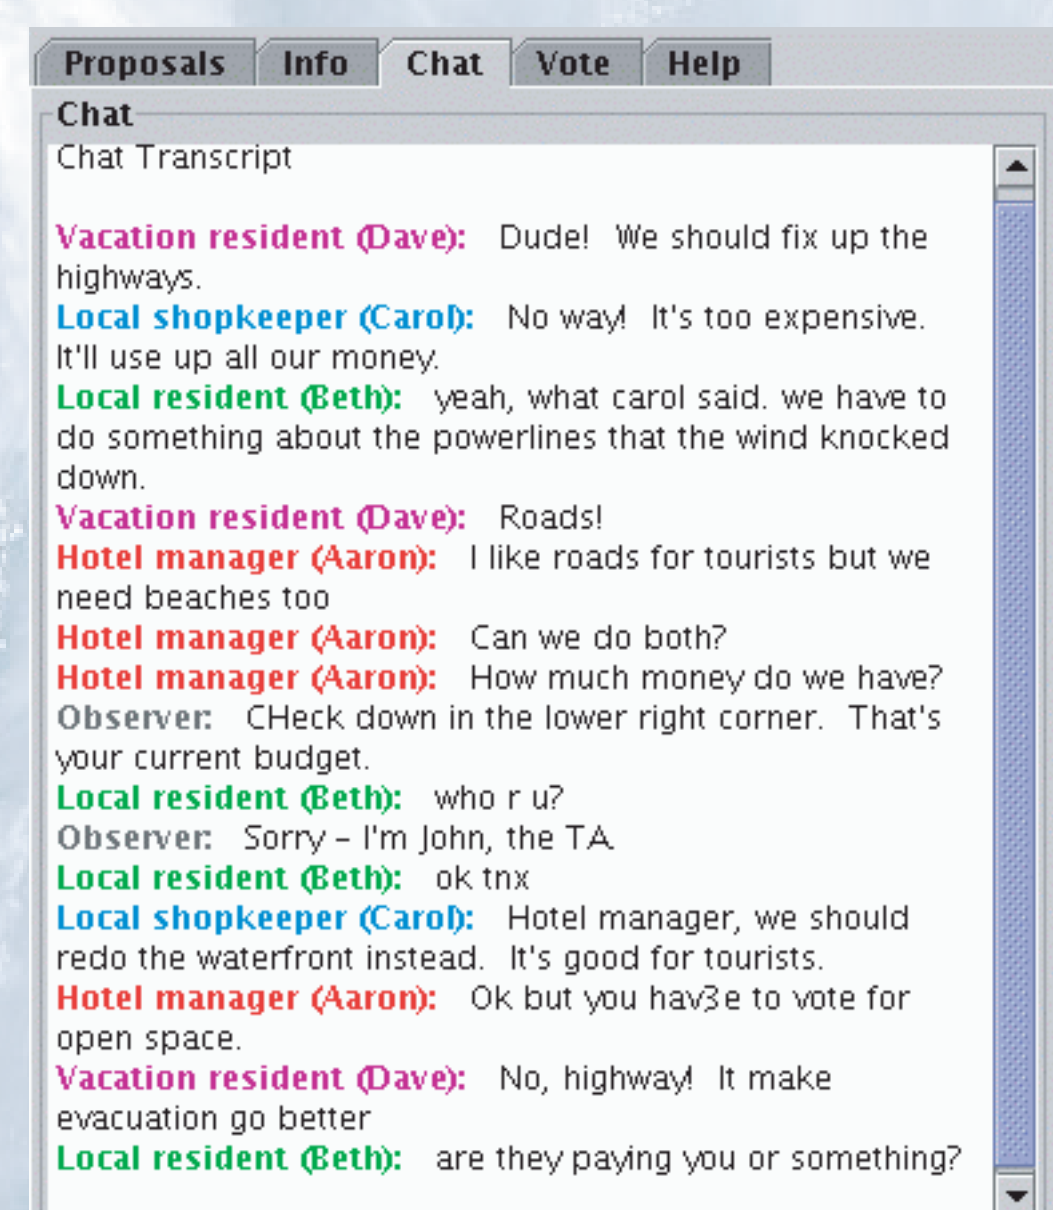 Proposals Info Chat Vote Help
Chat
Chat Transcript
Vacation resident (Dave): Dude! We should fix up the
highways.
Local shopkeeper (Carol): No way! It's too expensive.
It'll use up all our money.
Local resident (Beth): yeah, what carol said. we have to
do something about the powerlines that the wind knocked
down.
Vacation resident (Dave): Roads!
Hotel manager (Aaron): I like roads for tourists but we
need beaches too
Hotel manager (Aaron): Can we do both?
Hotel manager (Aaron): How much money do we have?
Observer: CHeck down in the lower right corner. That's
your current budget.
Local resident (Beth): who r u?
Observer: Sorry – I'm John, the TA.
Local resident (Beth): ok tnx
Local shopkeeper (Carol): Hotel manager, we should
redo the waterfront instead. It's good for tourists.
Hotel manager (Aaron): Ok but you hav3e to vote for
open space.
Vacation resident (Dave): No, highway! It make
evacuation go better
Local resident (Beth): are they paying you or something?